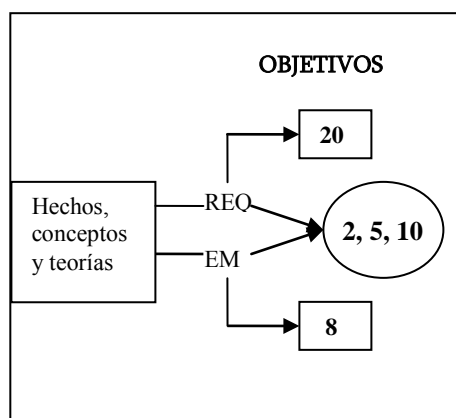 OBJETIVOS
20
REQ
Hechos,
conceptos
y teorías
2, 5, 10
EM
8